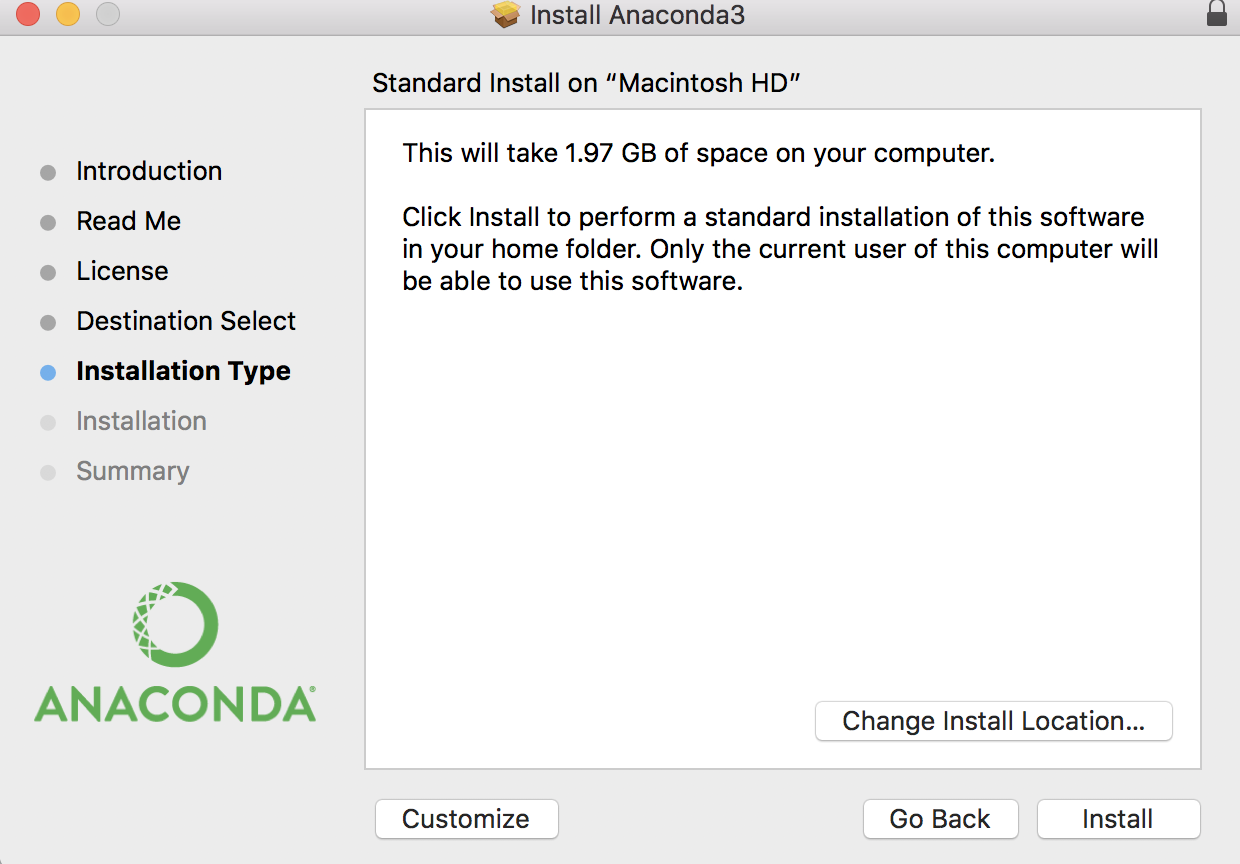 Install Anaconda3
Standard Install on “Macintosh HD”
This will take 1.97 GB of space on your computer.
Click Install to perform a standard installation of this software
in your home folder. Only the current user of this computer will
be able to use this software.
Introduction
Read Me
License
Destination Select
Installation Type
Installation
Summary
ANACONDA®
Change Install Location...
Customize
Go Back
Install